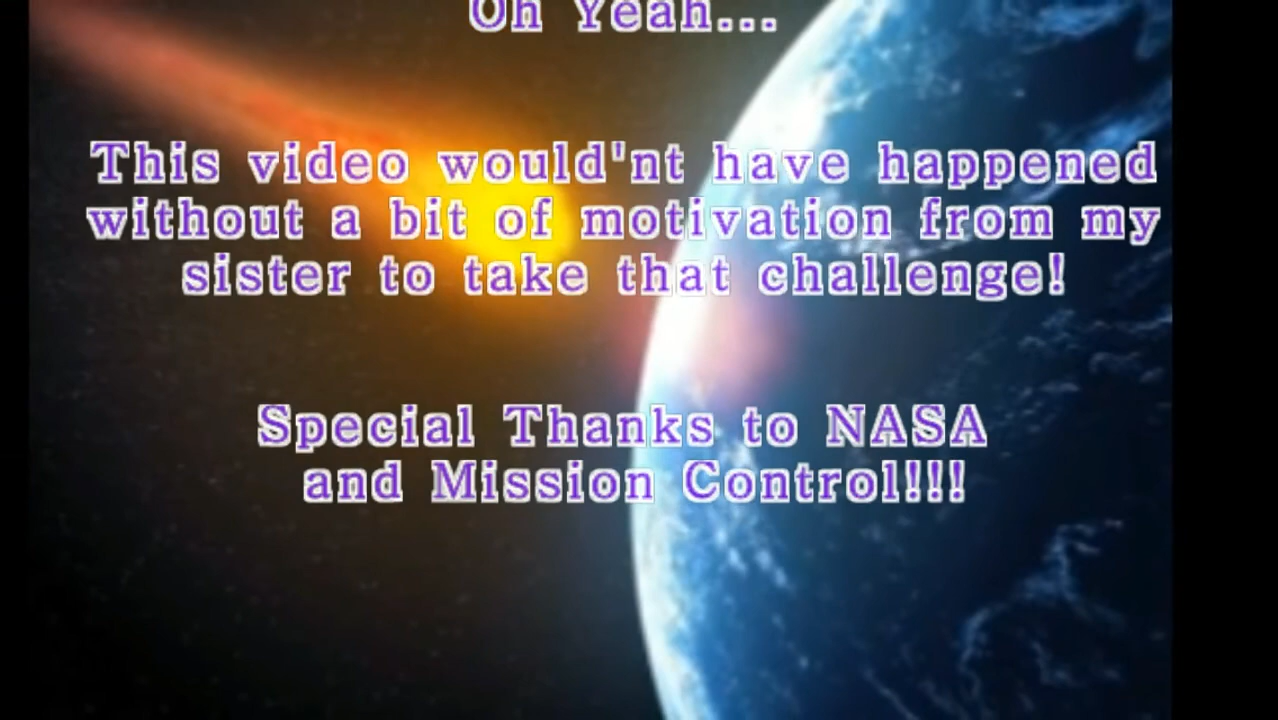 Oh Yeah...
This video would'nt have happened
without a bit of motivation from my
sister to take that challenge!
Special Thanks to NASA
and Mission Control!!!